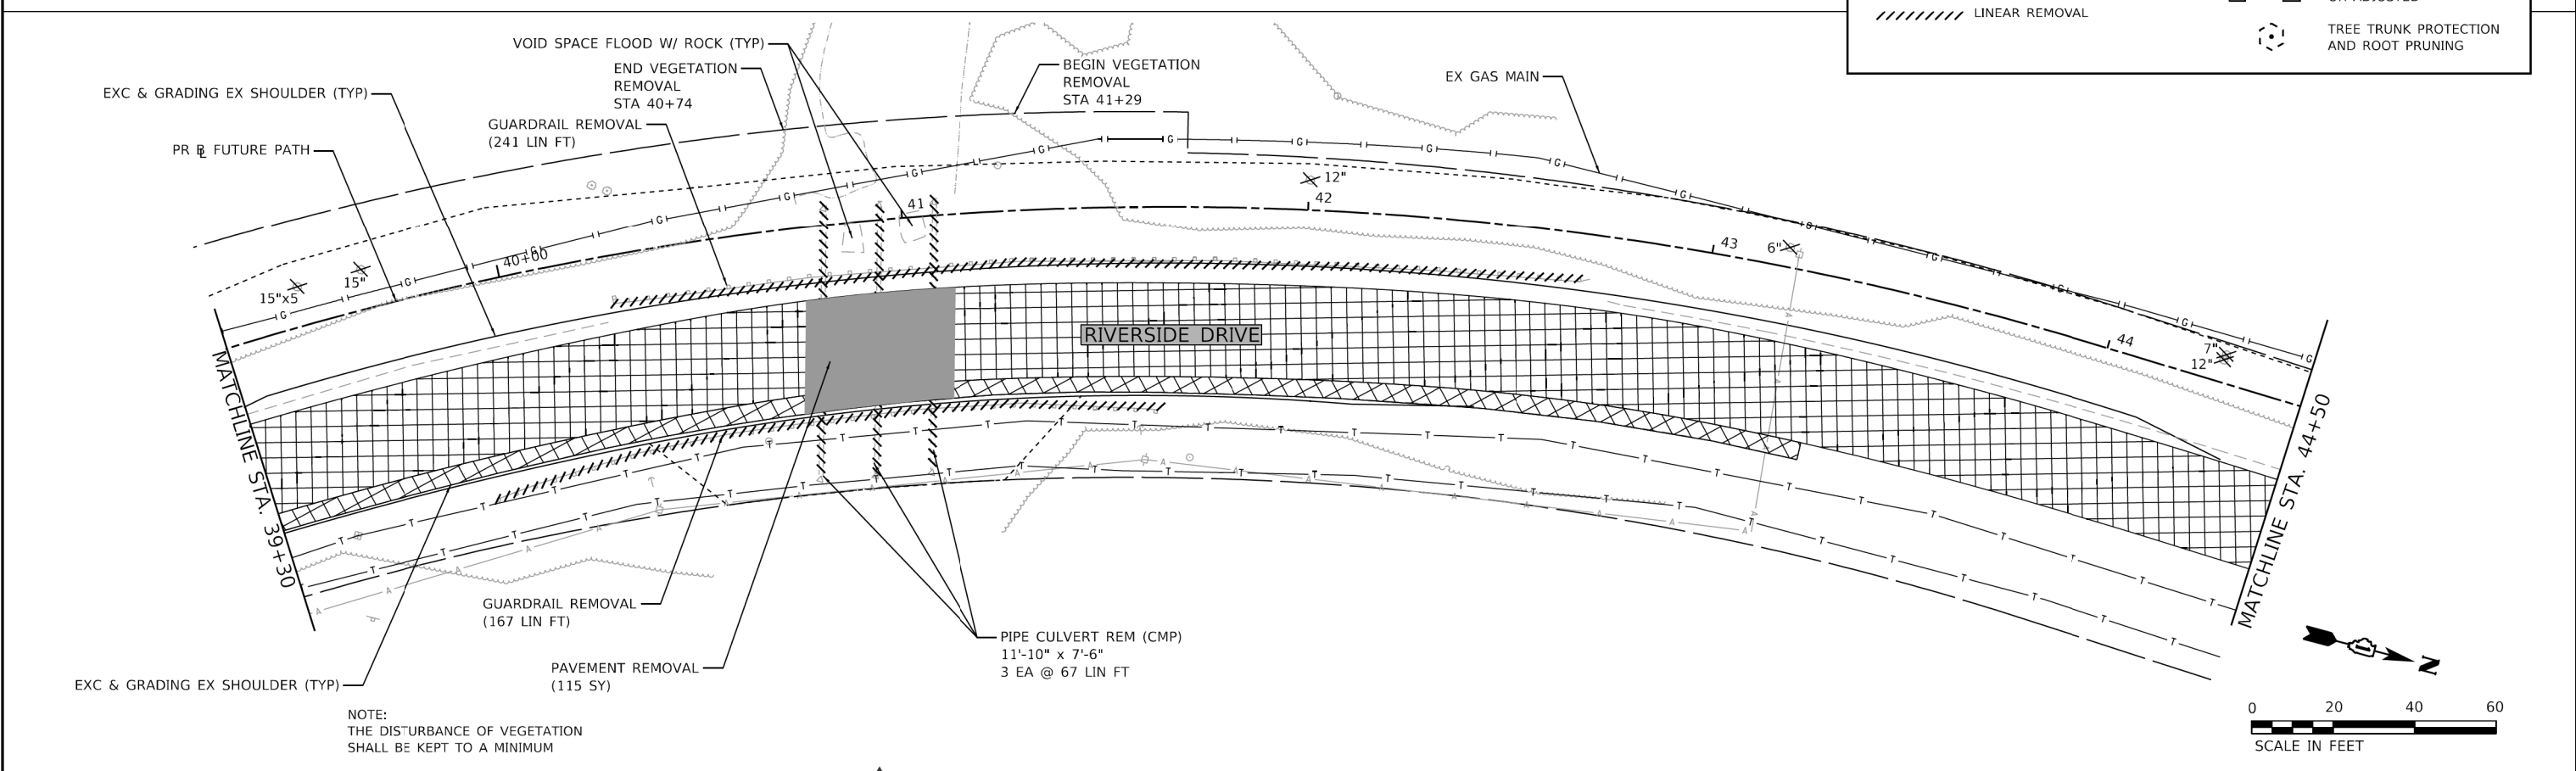 LINEAR REMOVAL
TREE TRUNK PROTECTION
AND ROOT PRUNING
VOID SPACE FLOOD W/ ROCK (TYP)
END VEGETATION
REMOVAL
STA 40+74
BEGIN VEGETATION
REMOVAL
STA 41+29
EX GAS MAIN
EXC & GRADING EX SHOULDER (TYP)
GUARDRAIL REMOVAL
(241 LIN FT)
PR BL FUTURE PATH
15"x5
15"
40+00
41
12"
42
43
6"
44
7"
12"
RIVERSIDE DRIVE
MATCHLINE STA. 39+30
MATCHLINE STA. 44+50
GUARDRAIL REMOVAL
(167 LIN FT)
PIPE CULVERT REM (CMP)
11'-10" x 7'-6"
3 EA @ 67 LIN FT
PAVEMENT REMOVAL
(115 SY)
EXC & GRADING EX SHOULDER (TYP)
NOTE:
THE DISTURBANCE OF VEGETATION
SHALL BE KEPT TO A MINIMUM
N
0 20 40 60
SCALE IN FEET